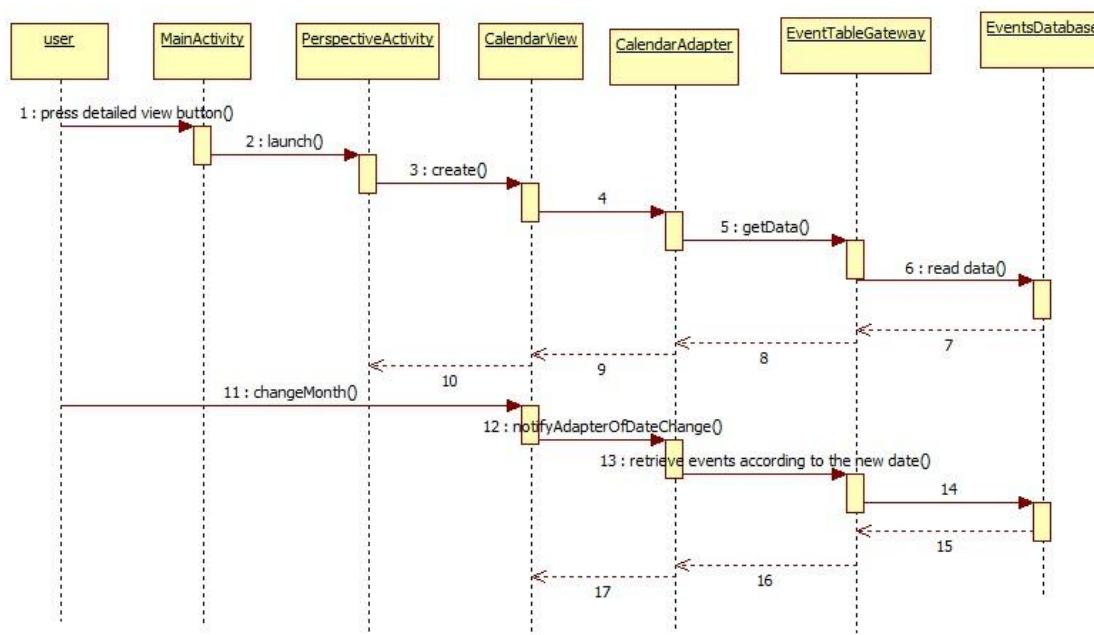 user
MainActivity
PerspectiveActivity
CalendarView
CalendarAdapter
EventTableGateway
EventsDatabase
1 : press detailed view button()
2 : launch()
3 : create()
4
5 : getData()
6 : read data()
7
8
9
10
11 : changeMonth()
12 : notifyAdapterOfDateChange()
13 : retrieve events according to the new date()
14
15
16
17